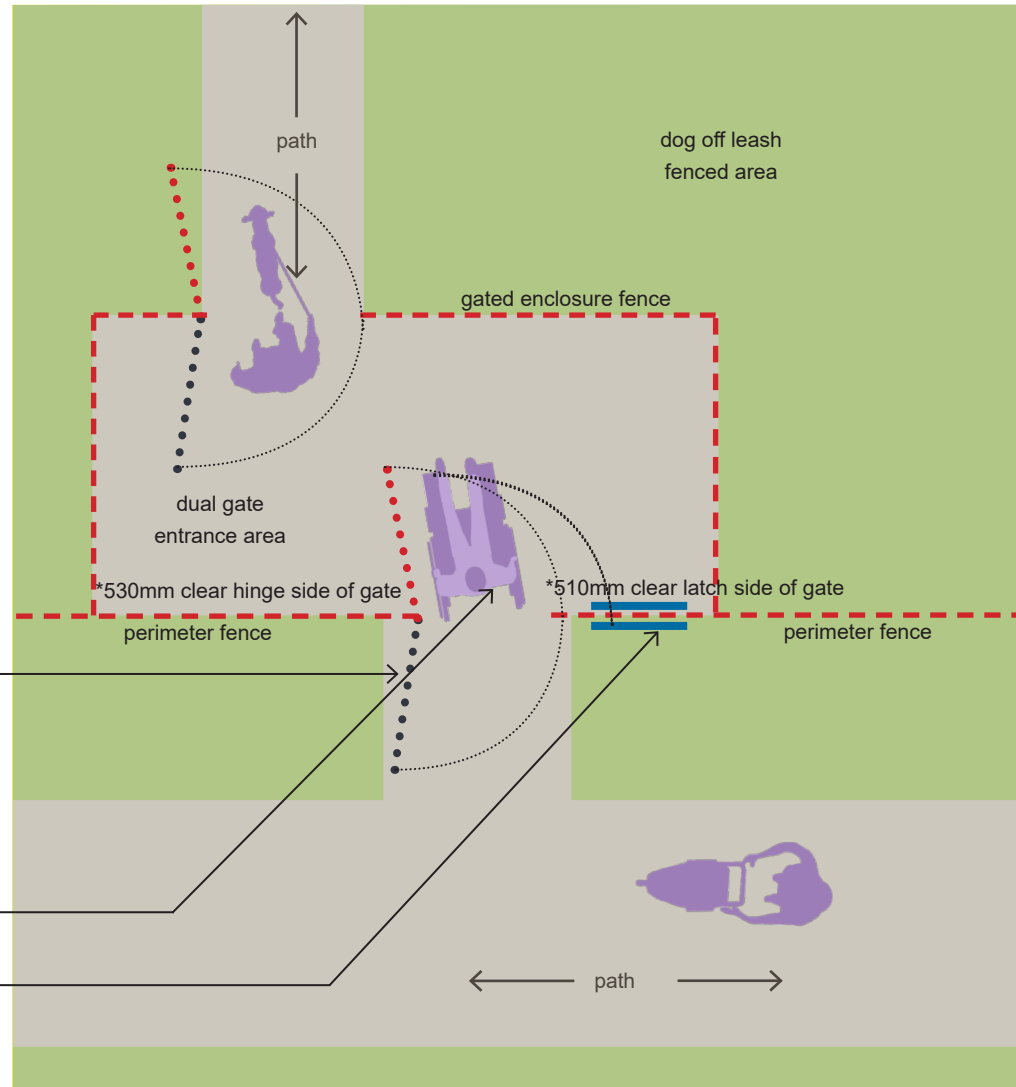 path
dog off leash
fenced area
gated enclosure fence
dual gate
entrance area
*530mm clear hinge side of gate
*510mm clear latch side of gate
perimeter fence
perimeter fence
path